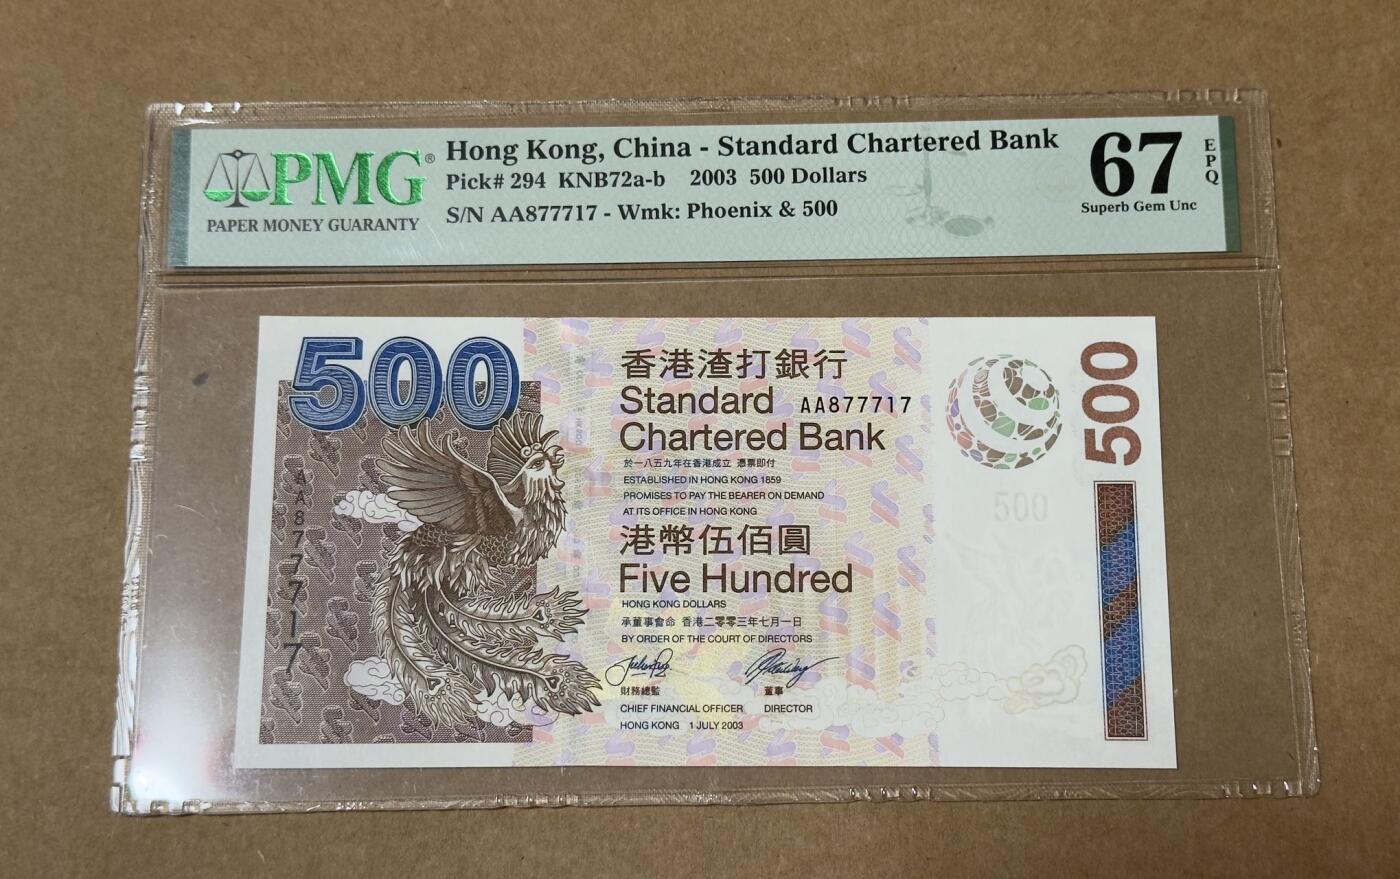 PMG®
PAPER MONEY GUARANTY
Hong Kong, China - Standard Chartered Bank
Pick# 294 KNB72a-b 2003 500 Dollars
S/N AA877717 - Wmk: Phoenix & 500
67
EPQ
Superb Gem Unc
500
香港渣打銀行
Standard AA877717
Chartered Bank
於一八五九年在香港成立 憑票即付
ESTABLISHED IN HONG KONG 1859
PROMISES TO PAY THE BEARER ON DEMAND
AT ITS OFFICE IN HONG KONG
港幣伍佰圓
Five Hundred
HONG KONG DOLLARS
承董事會命 香港二零零三年七月一日
BY ORDER OF THE COURT OF DIRECTORS
財務總監 董事
CHIEF FINANCIAL OFFICER DIRECTOR
HONG KONG 1 JULY 2003
AA877717
500
500